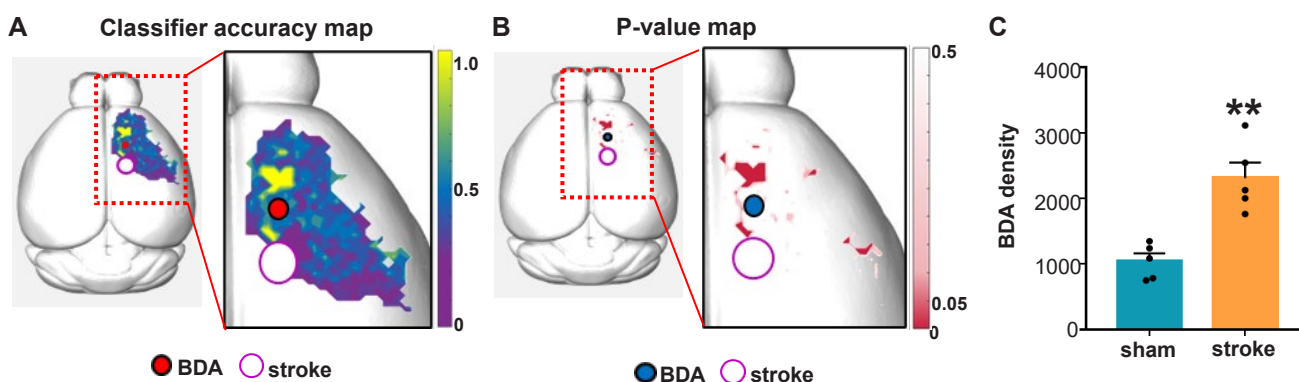 A
Classifier accuracy map
1.0
0.5
0
BDA
stroke
B
P-value map
0.5
0.05
0
BDA
stroke
C
BDA density
4000
3000
2000
1000
0
**
sham
stroke